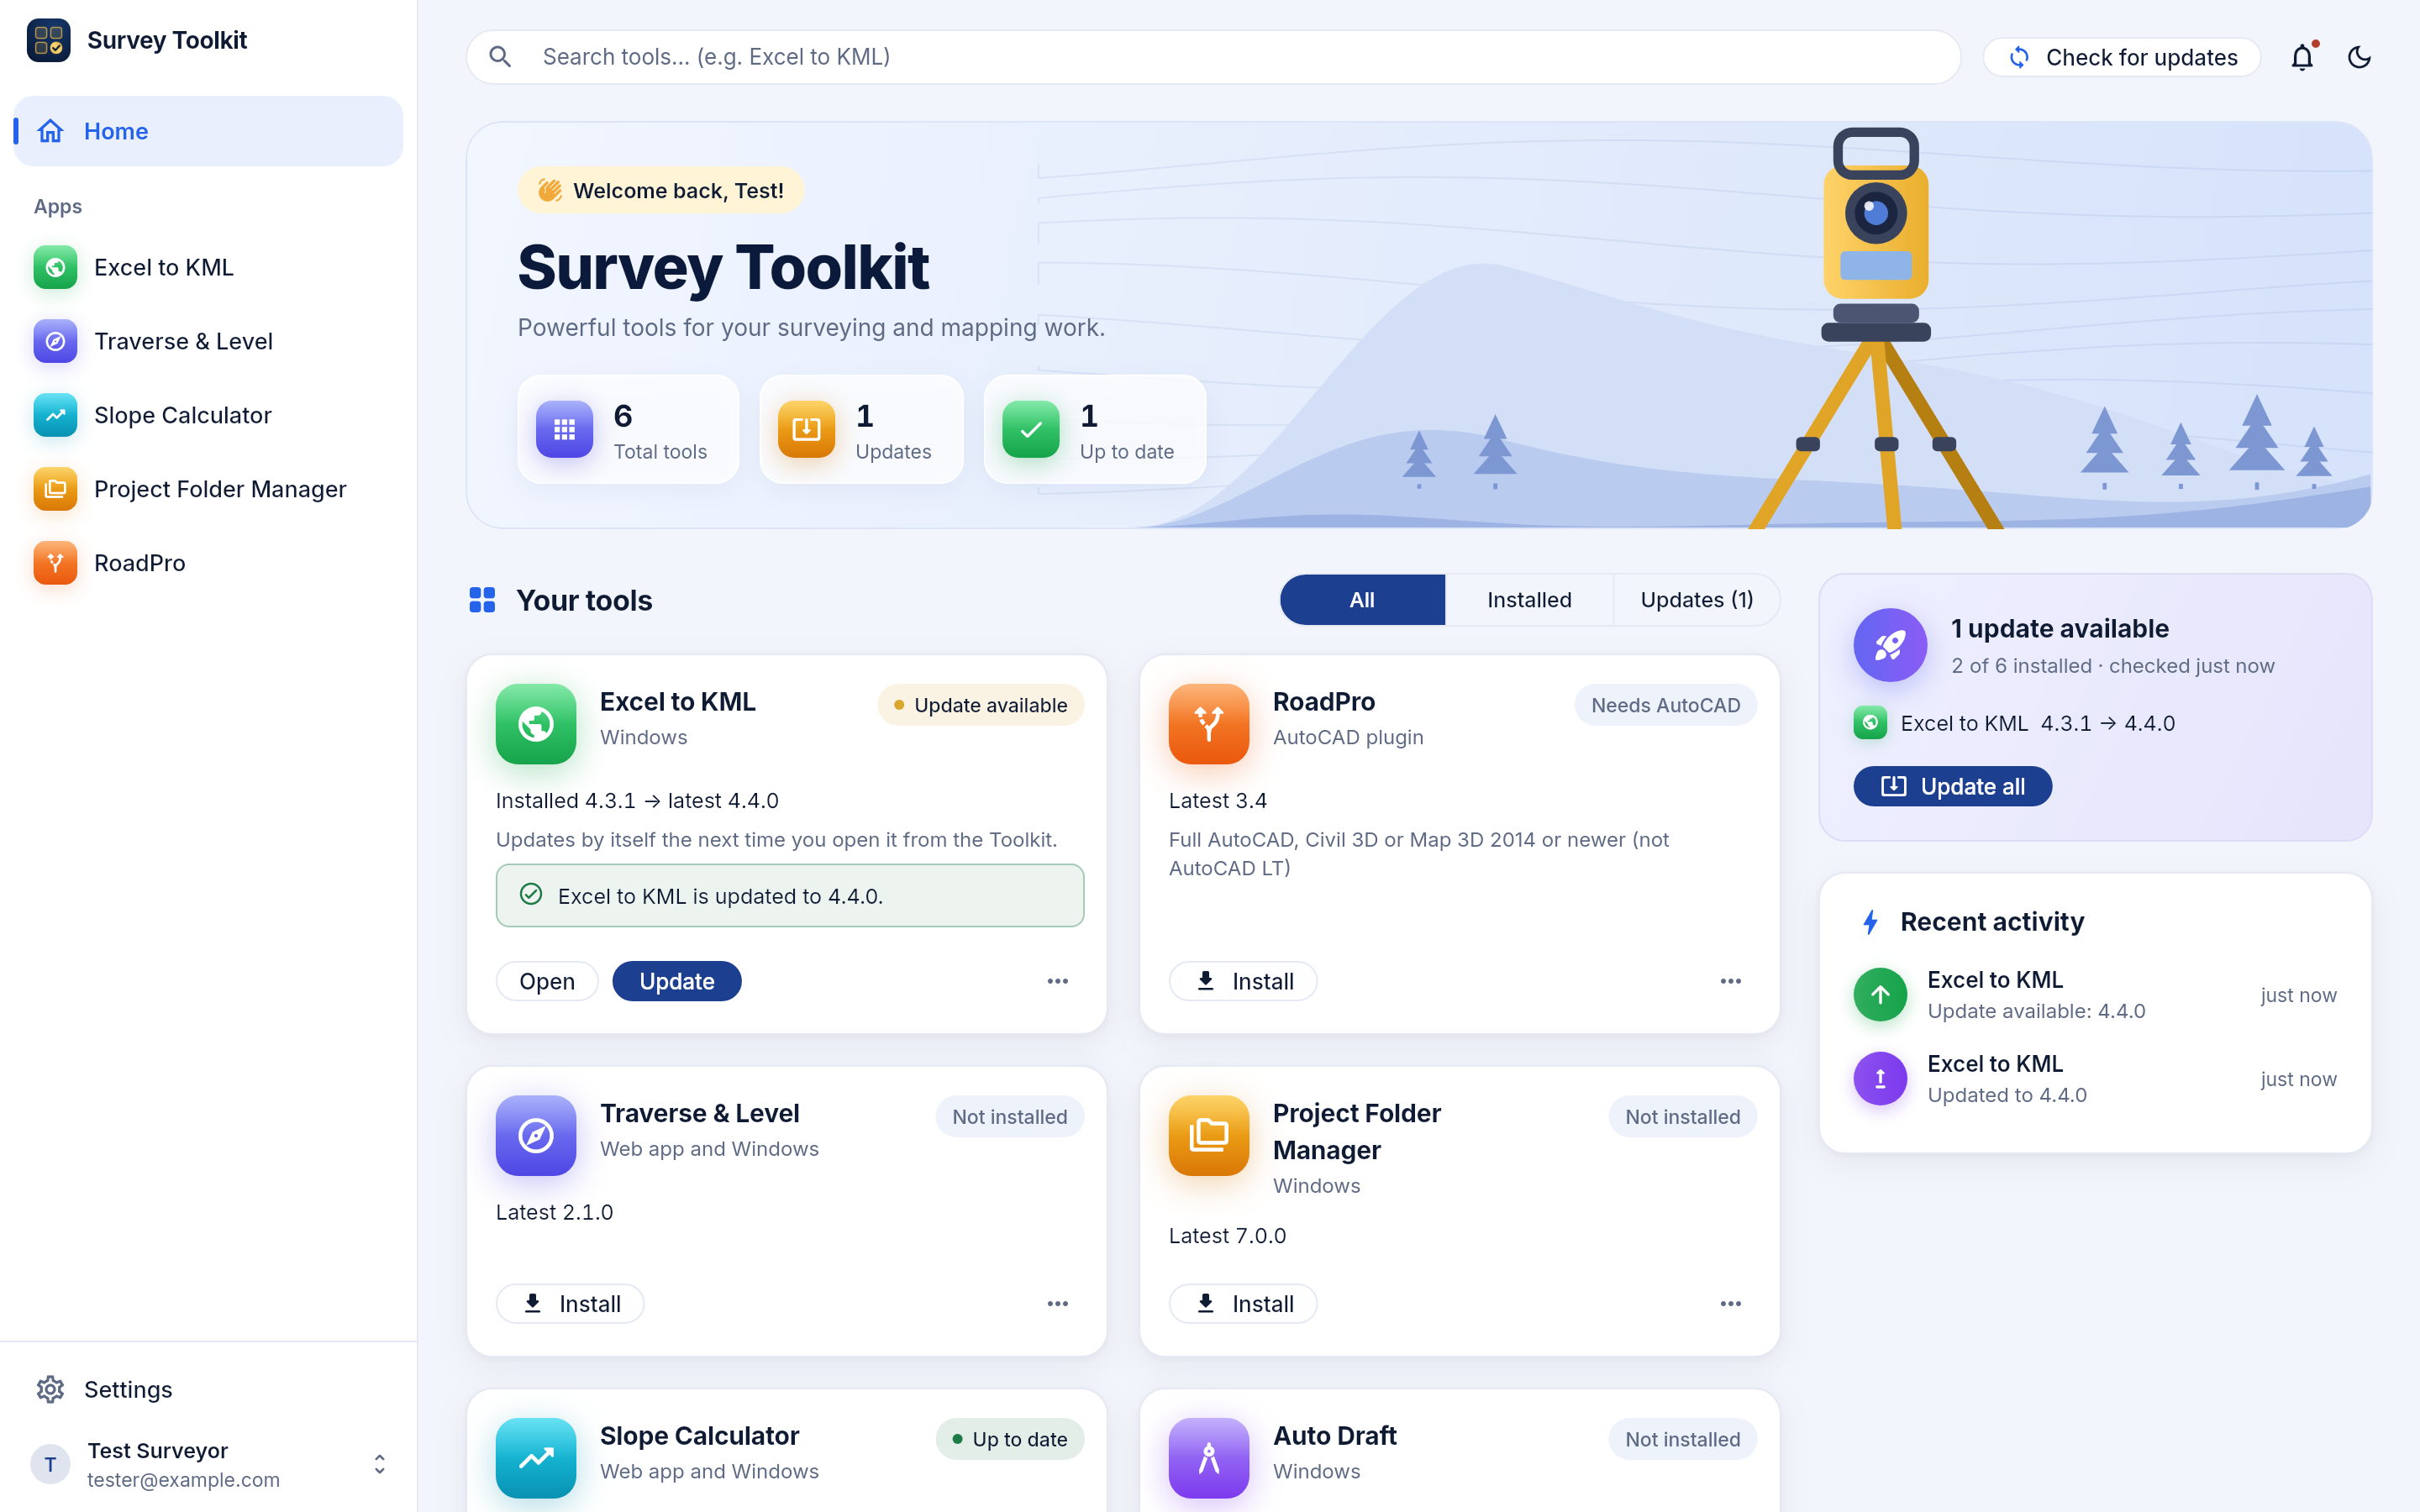 Survey Toolkit
Home
Apps
Excel to KML
Traverse & Level
Slope Calculator
Project Folder Manager
RoadPro
Settings
T
Test Surveyor
tester@example.com
Search tools... (e.g. Excel to KML)
Check for updates
Welcome back, Test!
Survey Toolkit
Powerful tools for your surveying and mapping work.
6
Total tools
1
Updates
1
Up to date
Your tools
All
Installed
Updates (1)
Excel to KML
Windows
Update available
Installed 4.3.1 → latest 4.4.0
Updates by itself the next time you open it from the Toolkit.
Excel to KML is updated to 4.4.0.
Open
Update
RoadPro
AutoCAD plugin
Needs AutoCAD
Latest 3.4
Full AutoCAD, Civil 3D or Map 3D 2014 or newer (not
AutoCAD LT)
Install
Traverse & Level
Web app and Windows
Not installed
Latest 2.1.0
Install
Project Folder
Manager
Windows
Not installed
Latest 7.0.0
Install
Slope Calculator
Web app and Windows
Up to date
Auto Draft
Windows
Not installed
1 update available
2 of 6 installed · checked just now
Excel to KML 4.3.1 → 4.4.0
Update all
Recent activity
Excel to KML
Update available: 4.4.0
just now
Excel to KML
Updated to 4.4.0
just now